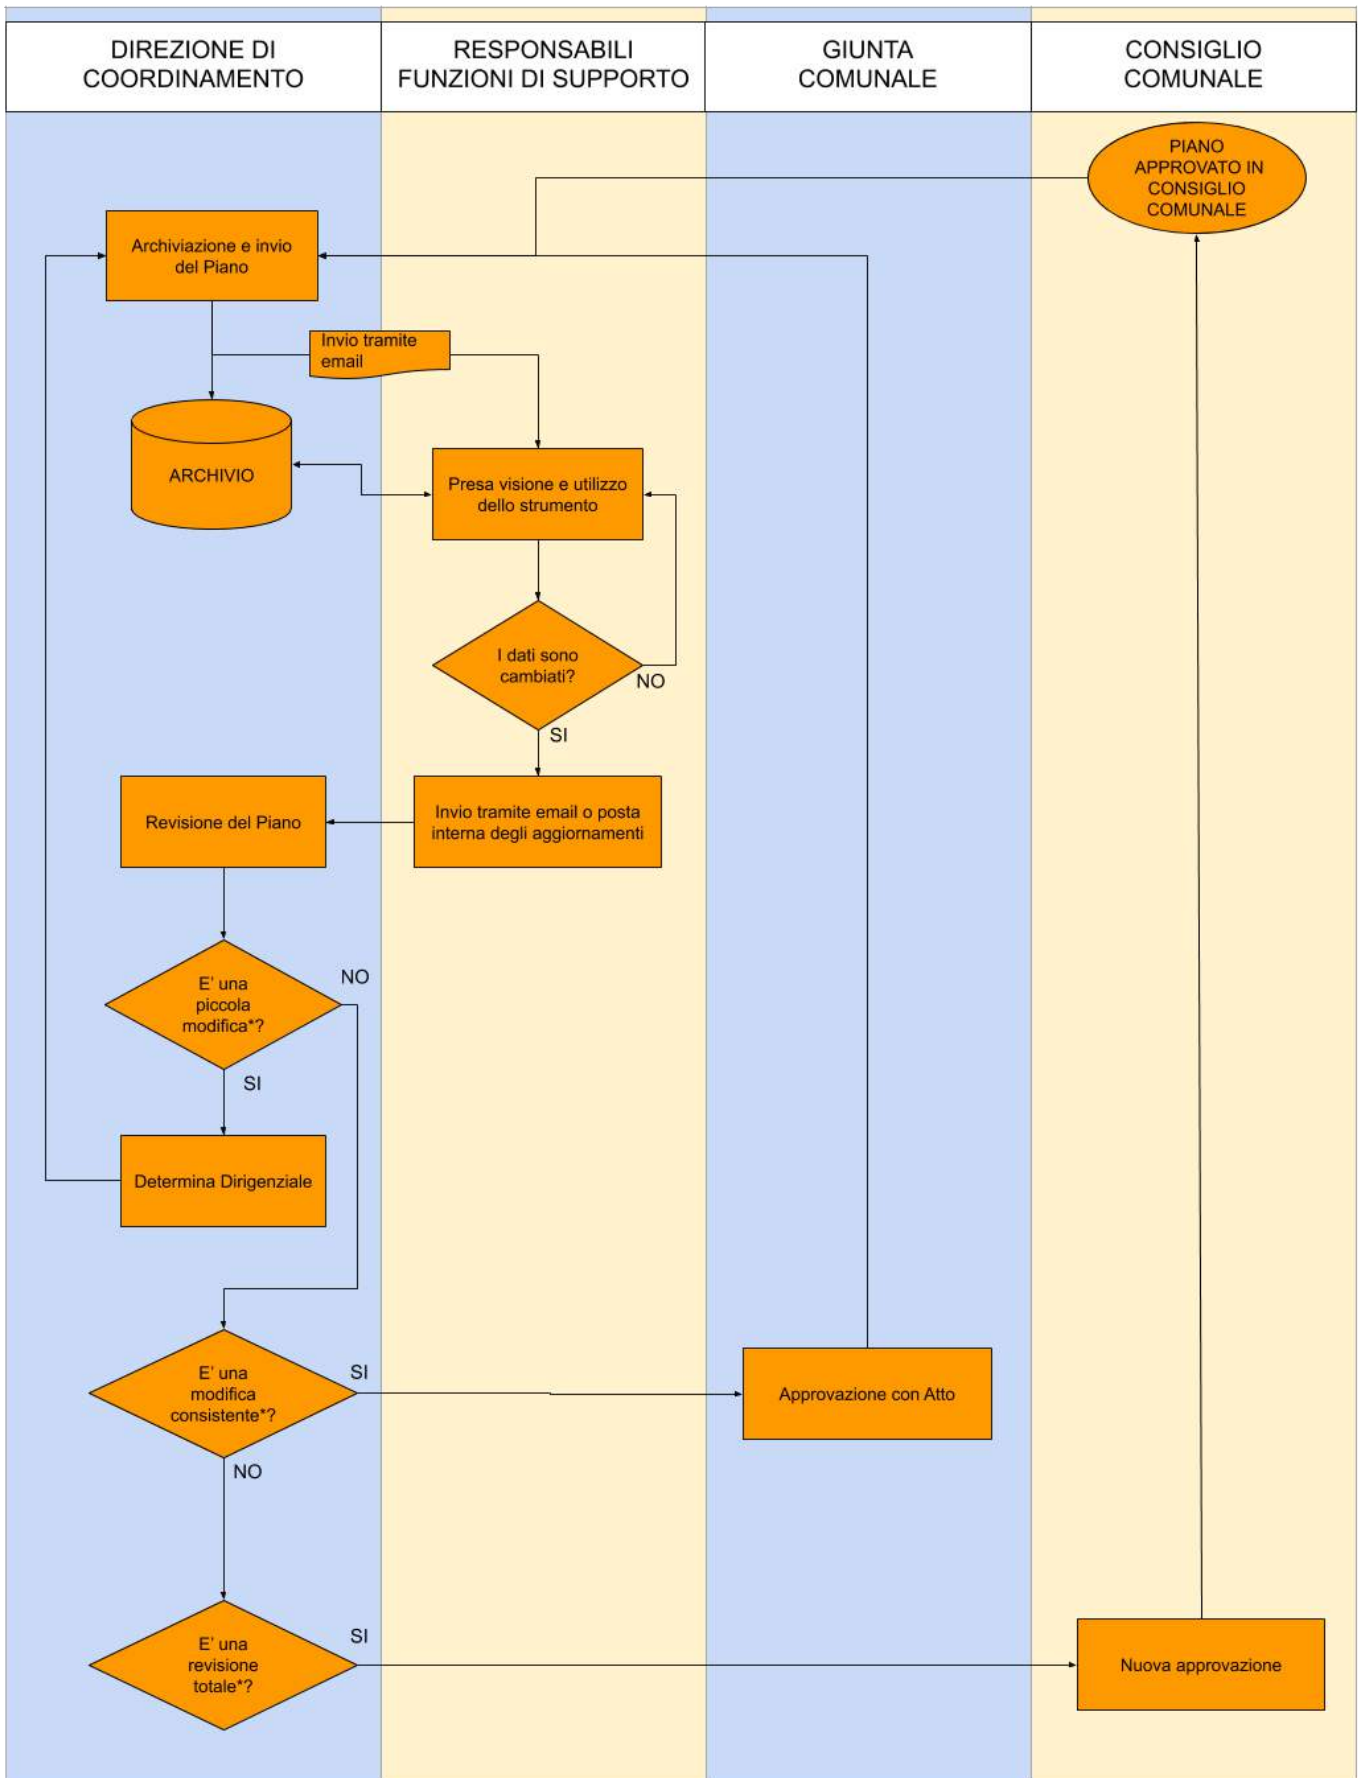 DIREZIONE DI
COORDINAMENTO
RESPONSABILI
FUNZIONI DI SUPPORTO
GIUNTA
COMUNALE
CONSIGLIO
COMUNALE
PIANO
APPROVATO IN
CONSIGLIO
COMUNALE
Archiviazione e invio
del Piano
Invio tramite
email
ARCHIVIO
Presa visione e utilizzo
dello strumento
I dati sono
cambiati?
NO
SI
Revisione del Piano
Invio tramite email o posta
interna degli aggiornamenti
E' una
piccola
modifica*?
NO
SI
Determina Dirigenziale
E' una
modifica
consistente*?
SI
NO
Approvazione con Atto
E' una
revisione
totale*?
SI
Nuova approvazione